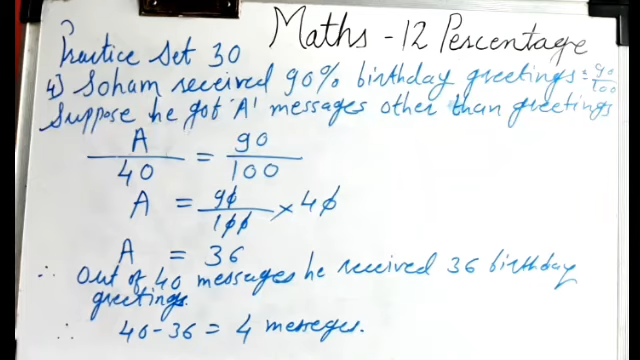 Maths - 12 Percentage
Practice Set 30
4) Soham received 90% birthday greetings = 90/100
Suppose he got 'A' messages other than greetings
A/40 = 90/100
A = 90/100 × 40
A = 36
∴ Out of 40 messages he received 36 birthday
greetings.
∴ 40 - 36 = 4 messeges.